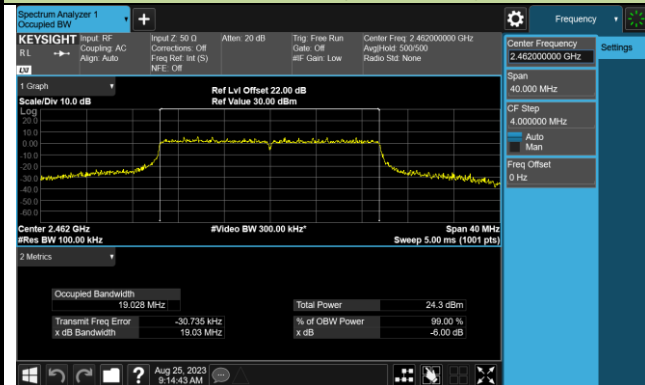 Spectrum Analyzer 1
Occupied BW
+
Frequency
KEYSIGHT
RL
LXI
Input: RF
Coupling: AC
Align: Auto
Input Z: 50 Ω
Corrections: Off
Freq Ref: Int (S)
NFE: Off
Atten: 20 dB
Trig: Free Run
Gate: Off
#IF Gain: Low
Center Freq: 2.462000000 GHz
Avg|Hold: 500/500
Radio Std: None
Center Frequency
2.462000000 GHz
Settings
Span
40.000 MHz
CF Step
4.000000 MHz
Auto
Man
Freq Offset
0 Hz
1 Graph
Scale/Div 10.0 dB
Ref Lvl Offset 22.00 dB
Ref Value 30.00 dBm
Log
20.0
10.0
0.00
-10.0
-20.0
-30.0
-40.0
-50.0
-60.0
Center 2.462 GHz
#Res BW 100.00 kHz
#Video BW 300.00 kHz*
Span 40 MHz
Sweep 5.00 ms (1001 pts)
2 Metrics
Occupied Bandwidth
19.028 MHz
Total Power 24.3 dBm
Transmit Freq Error -30.735 kHz
% of OBW Power 99.00 %
x dB Bandwidth 19.03 MHz
x dB -6.00 dB
?
Aug 25, 2023
9:14:43 AM